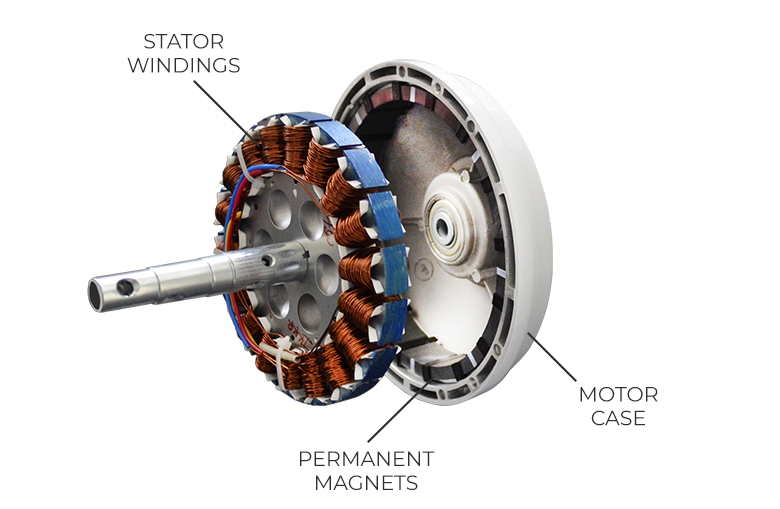 STATOR
WINDINGS
MOTOR
CASE
PERMANENT
MAGNETS